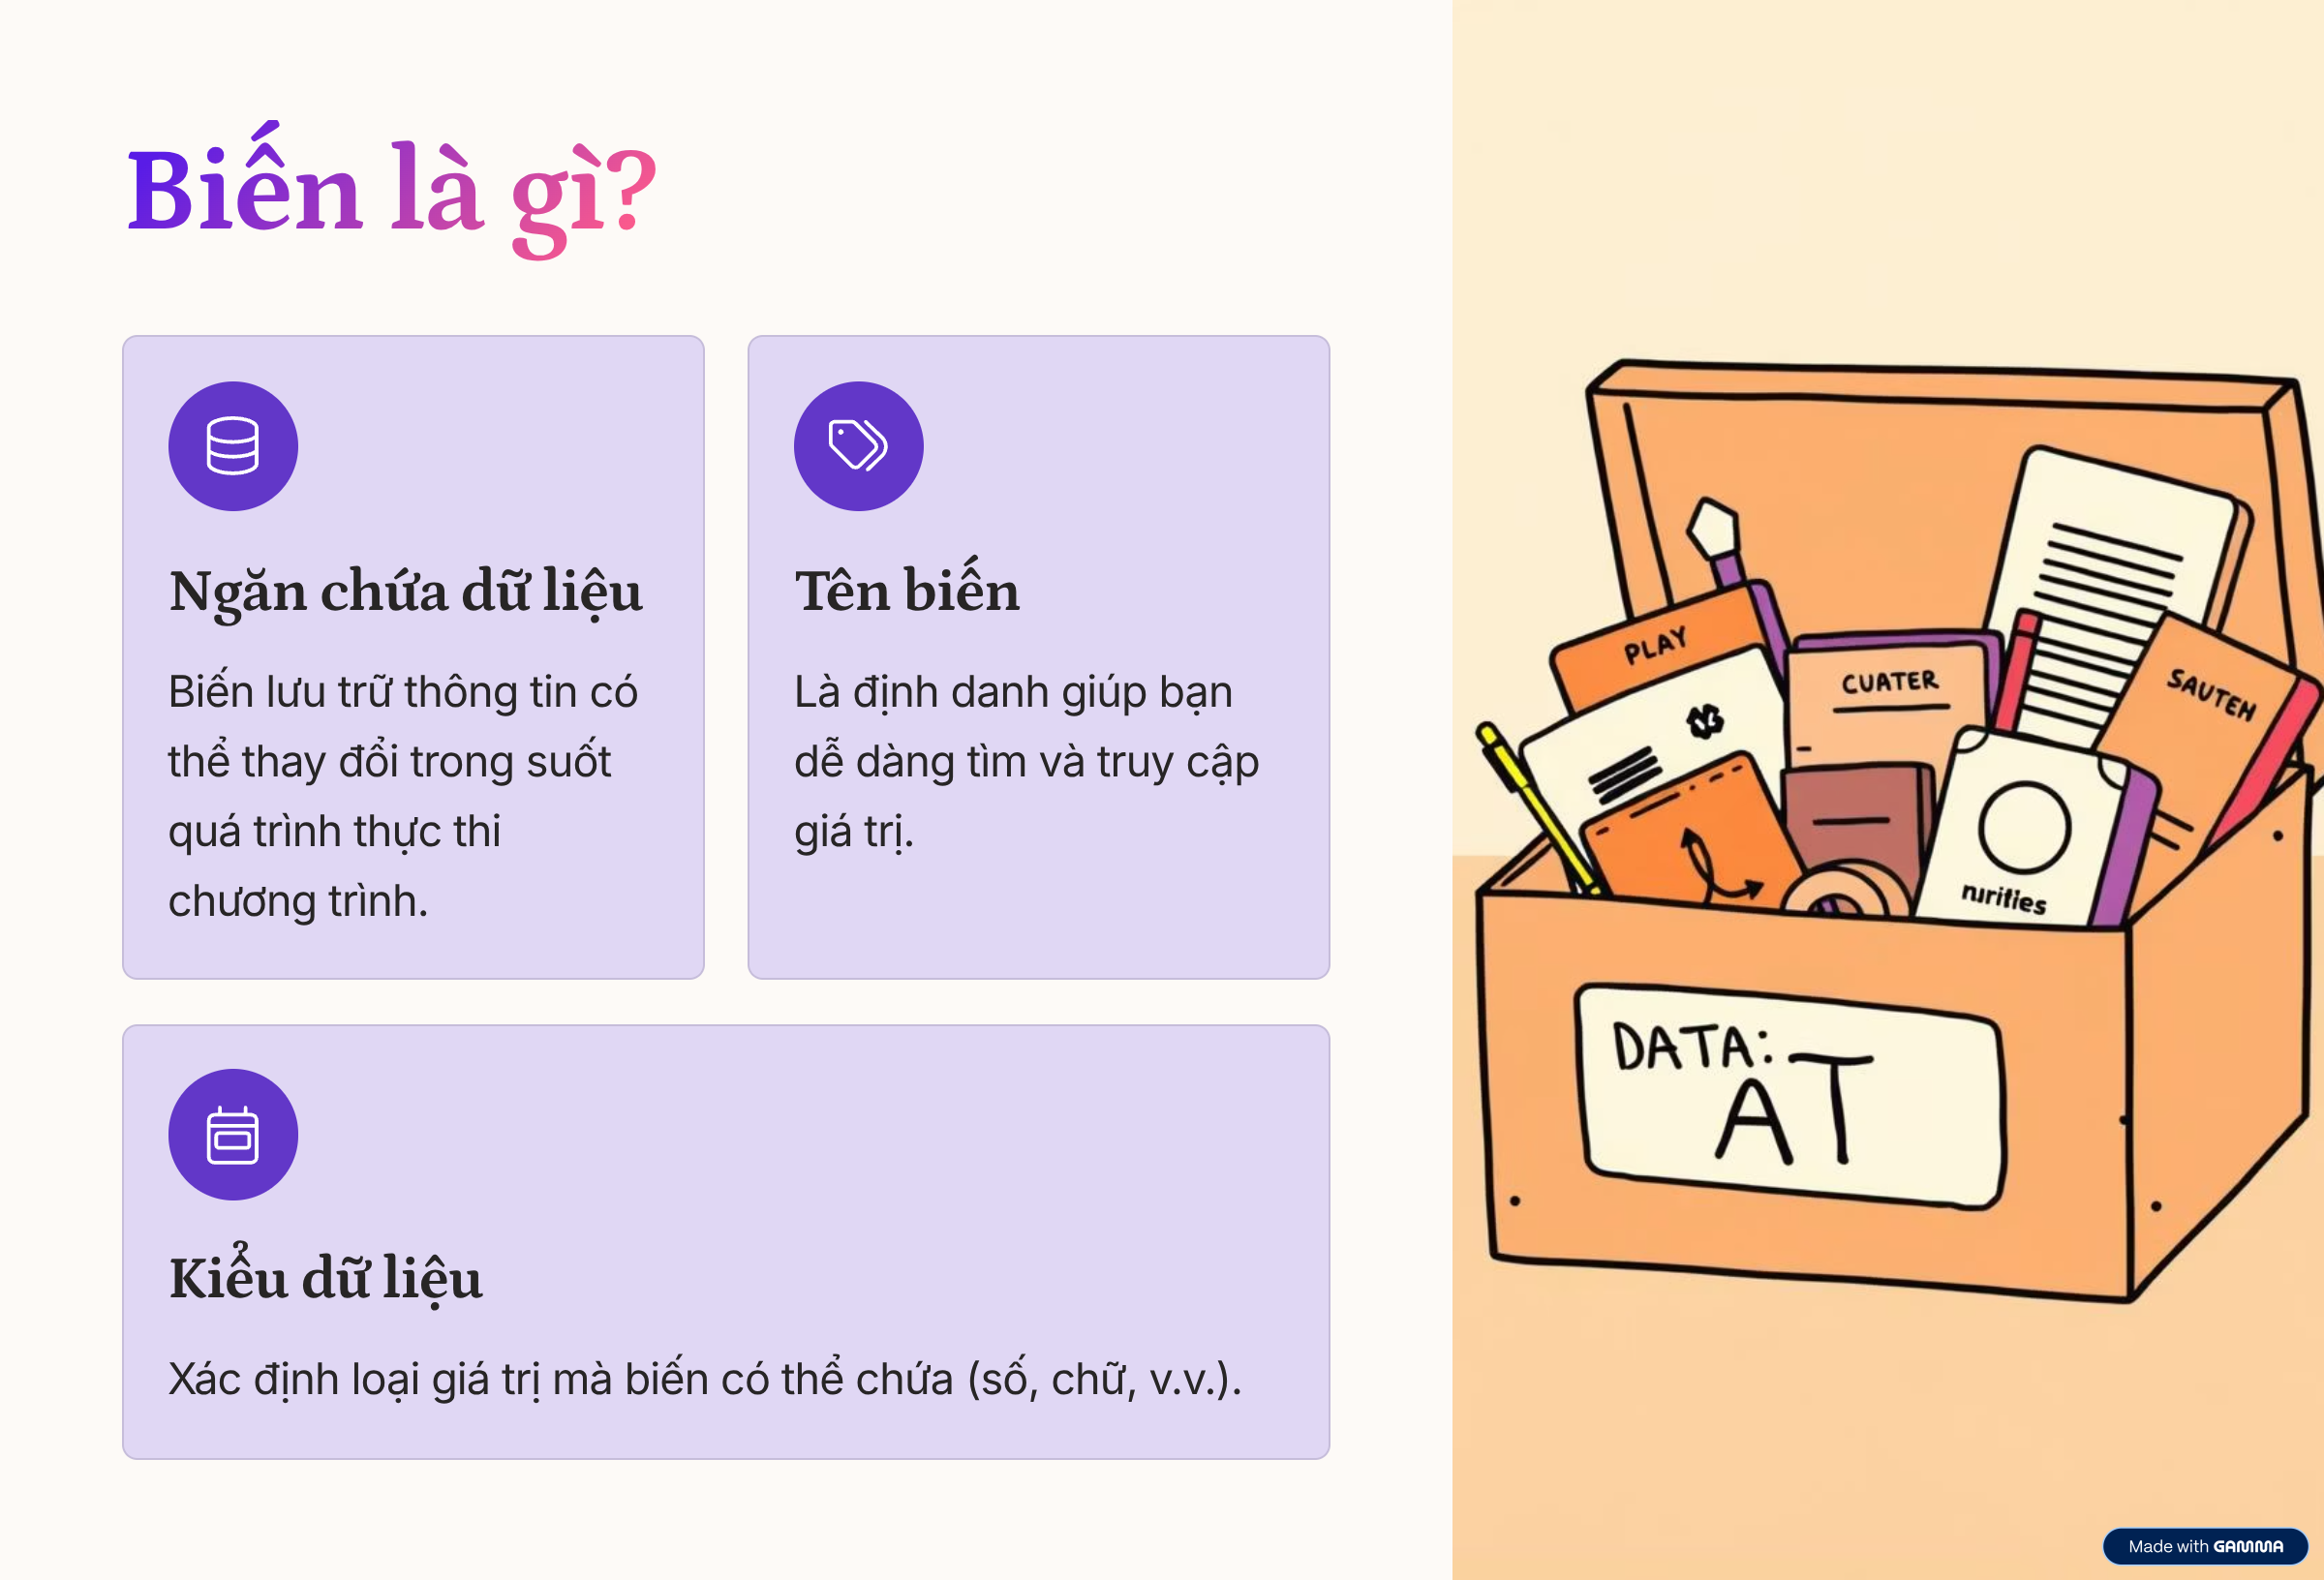 Biến là gì?
Ngăn chứa dữ liệu
Biến lưu trữ thông tin có
thể thay đổi trong suốt
quá trình thực thi
chương trình.
Tên biến
Là định danh giúp bạn
dễ dàng tìm và truy cập
giá trị.
Kiểu dữ liệu
Xác định loại giá trị mà biến có thể chứa (số, chữ, v.v.).
PLAY
CUATER
SAUTEN
nırities
DATA:
AT
Made with GAMMA